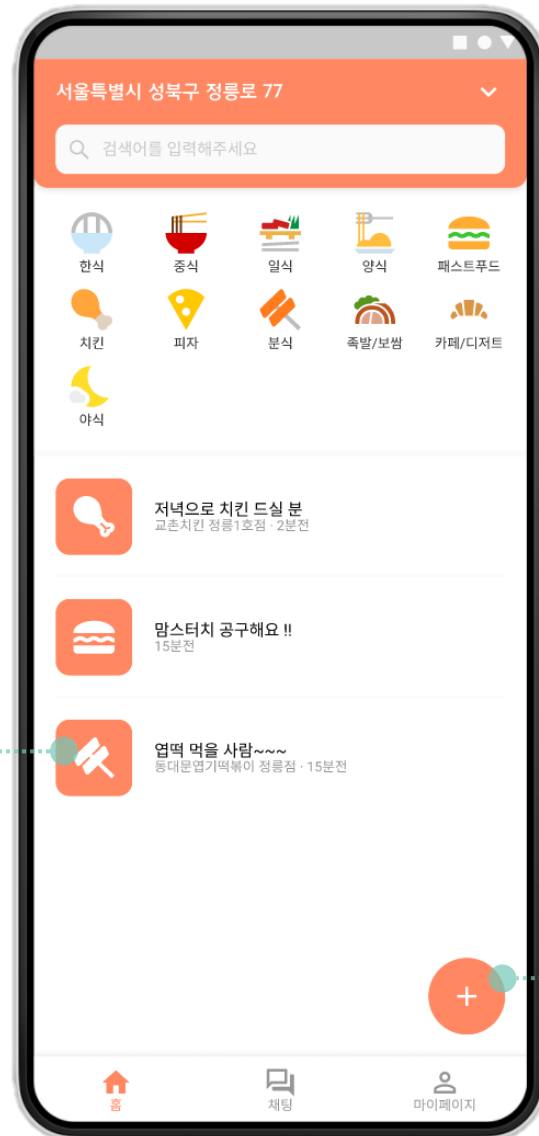 서울특별시 성북구 정릉로 77
검색어를 입력해주세요
한식 중식 일식 양식 패스트푸드
치킨 피자 분식 족발/보쌈 카페/디저트
야식
저녁으로 치킨 드실 분
교촌치킨 정릉1호점 · 2분전
맘스터치 공구해요 !!
15분전
엽떡 먹을 사람~~~
동대문엽기떡볶이 정릉점 · 15분전
홈 채팅 마이페이지